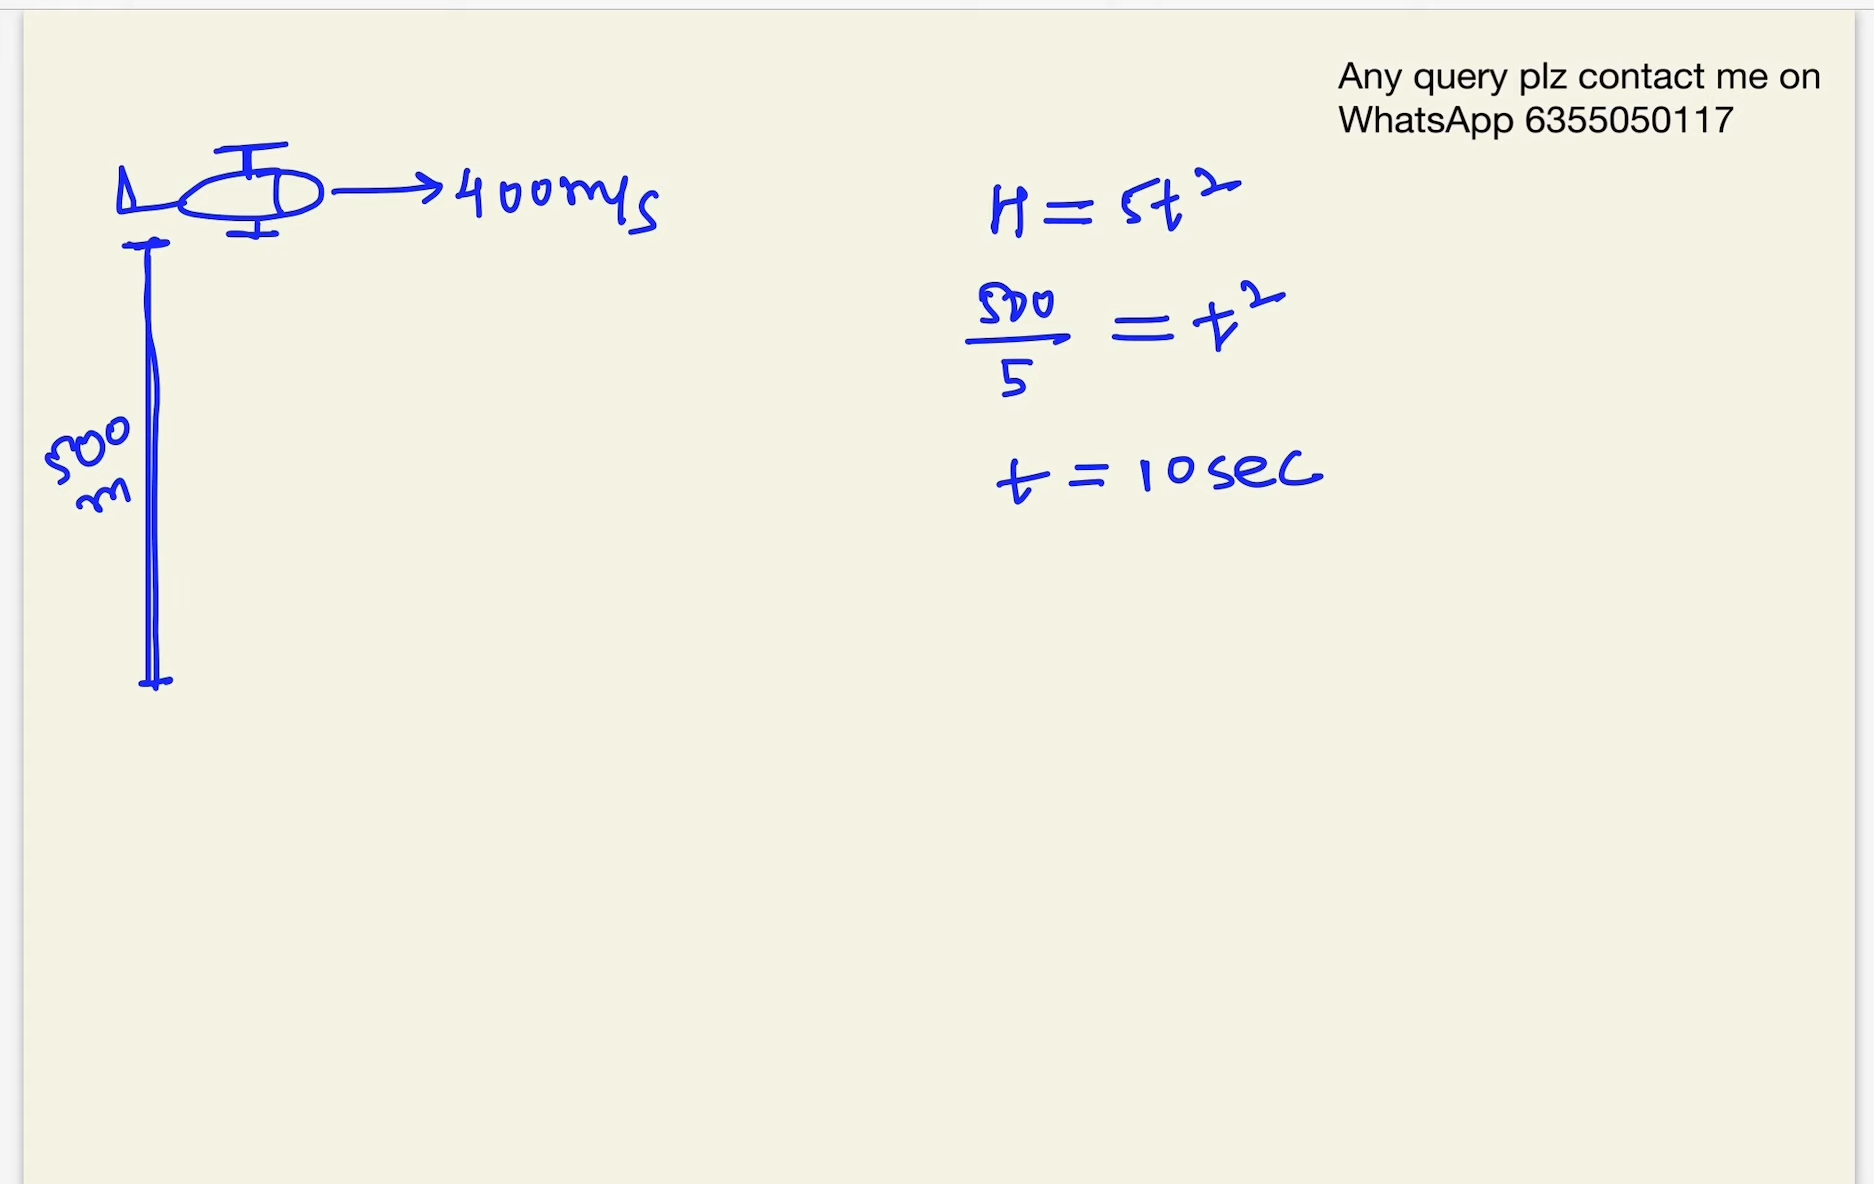 Any query plz contact me on
WhatsApp 6355050117
400m/s
500
m
H = 5t²
500/5 = t²
t = 10sec